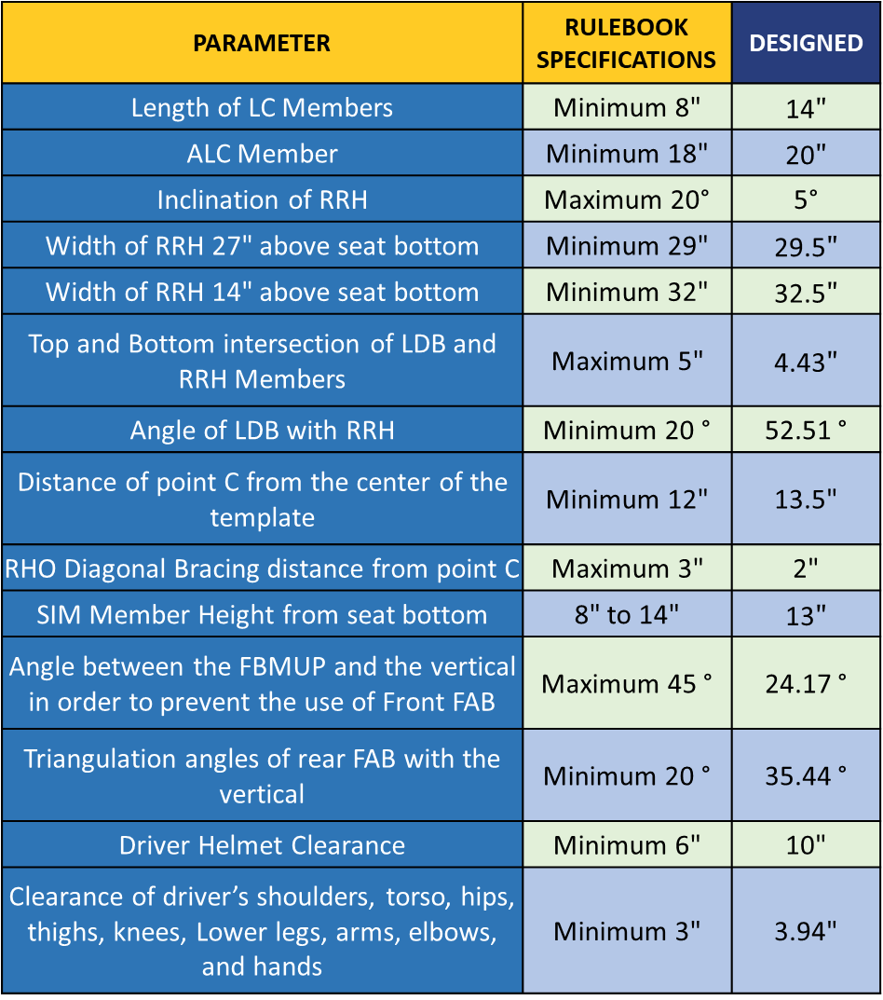 PARAMETER
RULEBOOK
SPECIFICATIONS
DESIGNED
Length of LC Members
Minimum 8"
14"
ALC Member
Minimum 18"
20"
Inclination of RRH
Maximum 20°
5°
Width of RRH 27" above seat bottom
Minimum 29"
29.5"
Width of RRH 14" above seat bottom
Minimum 32"
32.5"
Top and Bottom intersection of LDB and
RRH Members
Maximum 5"
4.43"
Angle of LDB with RRH
Minimum 20 °
52.51 °
Distance of point C from the center of the
template
Minimum 12"
13.5"
RHO Diagonal Bracing distance from point C
Maximum 3"
2"
SIM Member Height from seat bottom
8" to 14"
13"
Angle between the FBMUP and the vertical
in order to prevent the use of Front FAB
Maximum 45 °
24.17 °
Triangulation angles of rear FAB with the
vertical
Minimum 20 °
35.44 °
Driver Helmet Clearance
Minimum 6"
10"
Clearance of driver’s shoulders, torso, hips,
thighs, knees, Lower legs, arms, elbows,
and hands
Minimum 3"
3.94"